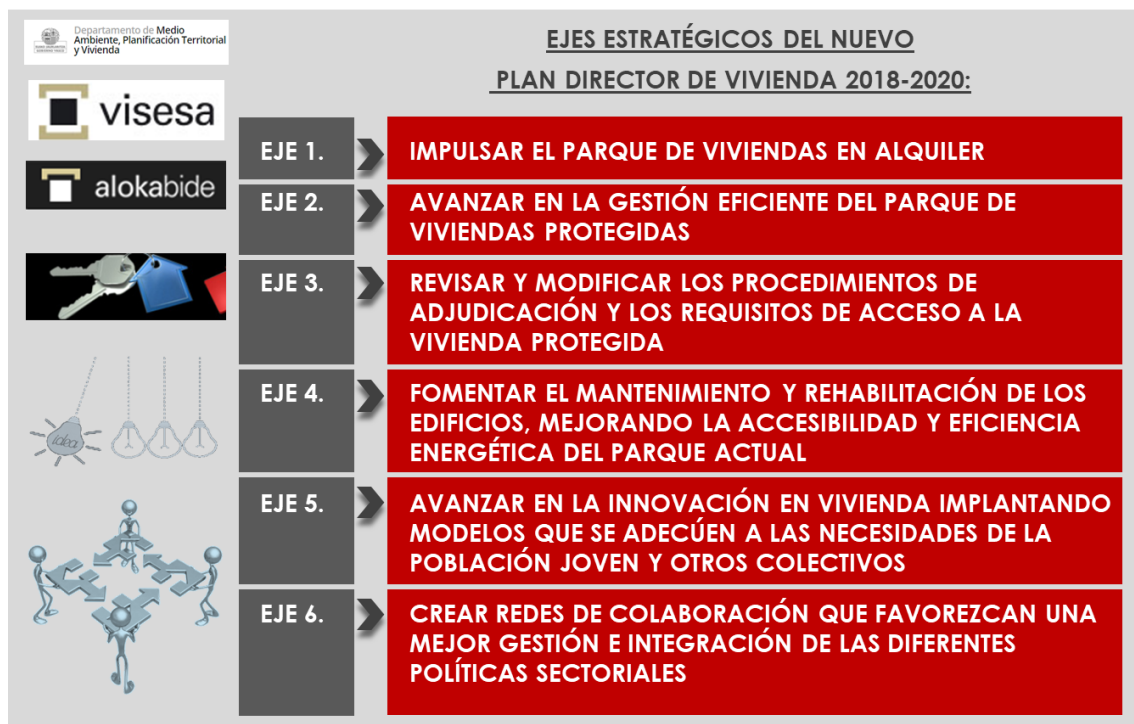 Departamento de Medio
Ambiente, Planificación Territorial
y Vivienda
visesa
alokabide
idea
EJES ESTRATÉGICOS DEL NUEVO
PLAN DIRECTOR DE VIVIENDA 2018-2020:
EJE 1.
IMPULSAR EL PARQUE DE VIVIENDAS EN ALQUILER
EJE 2.
AVANZAR EN LA GESTIÓN EFICIENTE DEL PARQUE DE
VIVIENDAS PROTEGIDAS
EJE 3.
REVISAR Y MODIFICAR LOS PROCEDIMIENTOS DE
ADJUDICACIÓN Y LOS REQUISITOS DE ACCESO A LA
VIVIENDA PROTEGIDA
EJE 4.
FOMENTAR EL MANTENIMIENTO Y REHABILITACIÓN DE LOS
EDIFICIOS, MEJORANDO LA ACCESIBILIDAD Y EFICIENCIA
ENERGÉTICA DEL PARQUE ACTUAL
EJE 5.
AVANZAR EN LA INNOVACIÓN EN VIVIENDA IMPLANTANDO
MODELOS QUE SE ADECÚEN A LAS NECESIDADES DE LA
POBLACIÓN JOVEN Y OTROS COLECTIVOS
EJE 6.
CREAR REDES DE COLABORACIÓN QUE FAVOREZCAN UNA
MEJOR GESTIÓN E INTEGRACIÓN DE LAS DIFERENTES
POLÍTICAS SECTORIALES